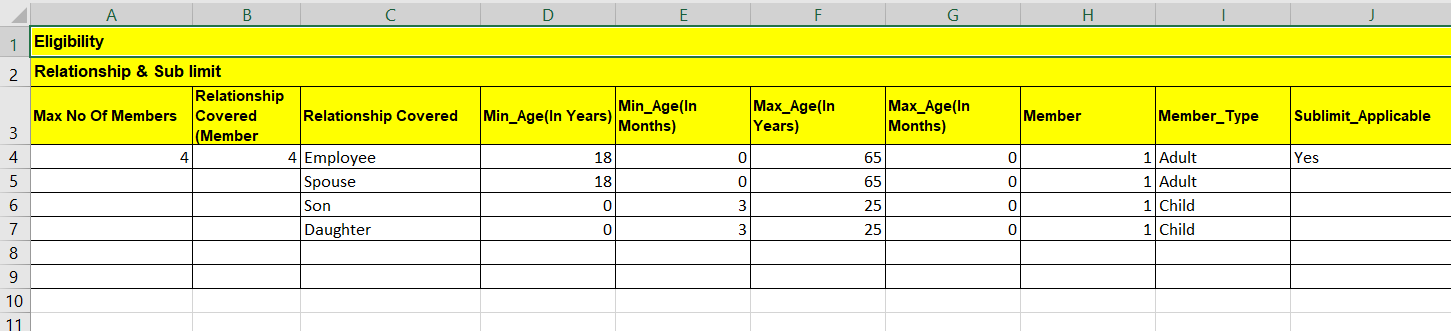 A B C D E F G H I J
1 Eligibility
2 Relationship & Sub limit
3 Max No Of Members Relationship Covered (Member Relationship Covered Min_Age(In Years) Min_Age(In Months) Max_Age(In Years) Max_Age(In Months) Member Member_Type Sublimit_Applicable
4 4 4 Employee 18 0 65 0 1 Adult Yes
5 Spouse 18 0 65 0 1 Adult
6 Son 0 3 25 0 1 Child
7 Daughter 0 3 25 0 1 Child
8
9
10
11